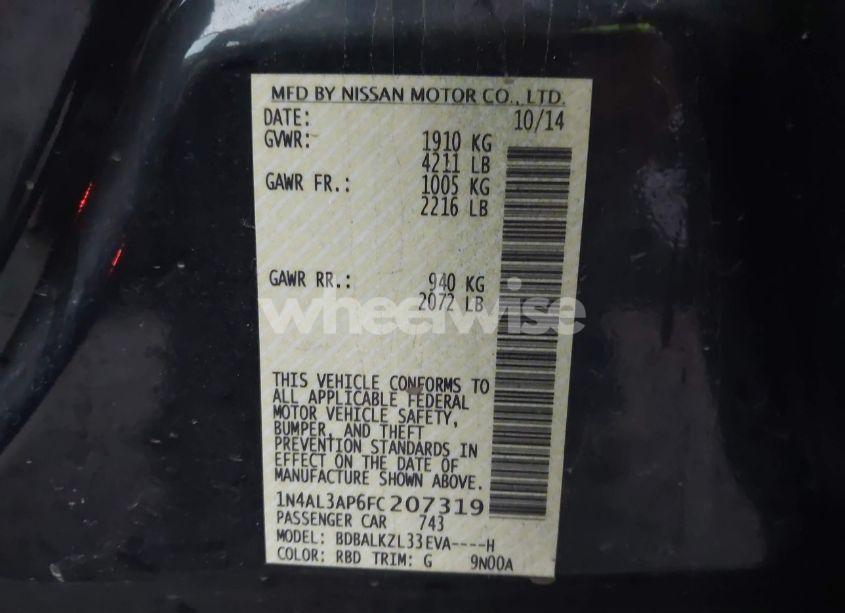 MFD BY NISSAN MOTOR CO., LTD.
DATE: 10/14
GVWR: 1910 KG
4211 LB
GAWR FR.: 1005 KG
2216 LB
GAWR RR.: 940 KG
2072 LB
wheelwise
THIS VEHICLE CONFORMS TO
ALL APPLICABLE FEDERAL
MOTOR VEHICLE SAFETY,
BUMPER, AND THEFT
PREVENTION STANDARDS IN
EFFECT ON THE DATE OF
MANUFACTURE SHOWN ABOVE.
1N4AL3AP6FC207319
PASSENGER CAR 743
MODEL: BDBALKZL33EVA----H
COLOR: RBD TRIM: G 9N00A